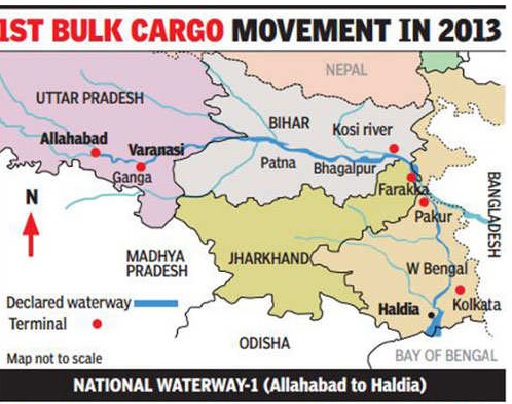 1ST BULK CARGO MOVEMENT IN 2013
NEPAL
UTTAR PRADESH
BIHAR
Kosi river
Allahabad
Varanasi
Ganga
Patna
Bhagalpur
Farakka
Pakur
BANGLADESH
N
MADHYA
PRADESH
JHARKHAND
W Bengal
Declared waterway
Haldia
Kolkata
Terminal
ODISHA
Map not to scale
BAY OF BENGAL
NATIONAL WATERWAY-1 (Allahabad to Haldia)